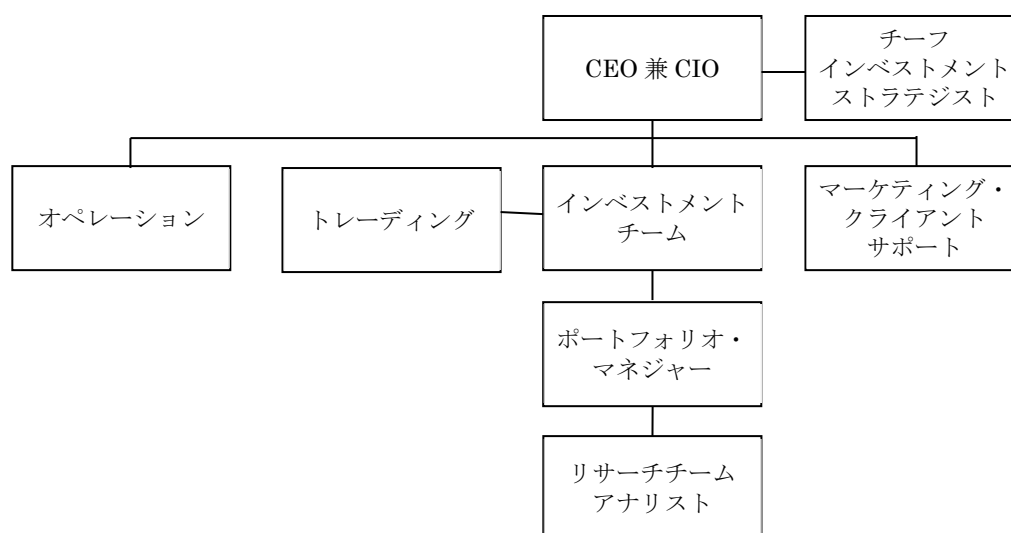 CEO 兼 CIO
チーフ
インベストメント
ストラテジスト
オペレーション
トレーディング
インベストメント
チーム
マーケティング・
クライアント
サポート
ポートフォリオ・
マネジャー
リサーチチーム
アナリスト